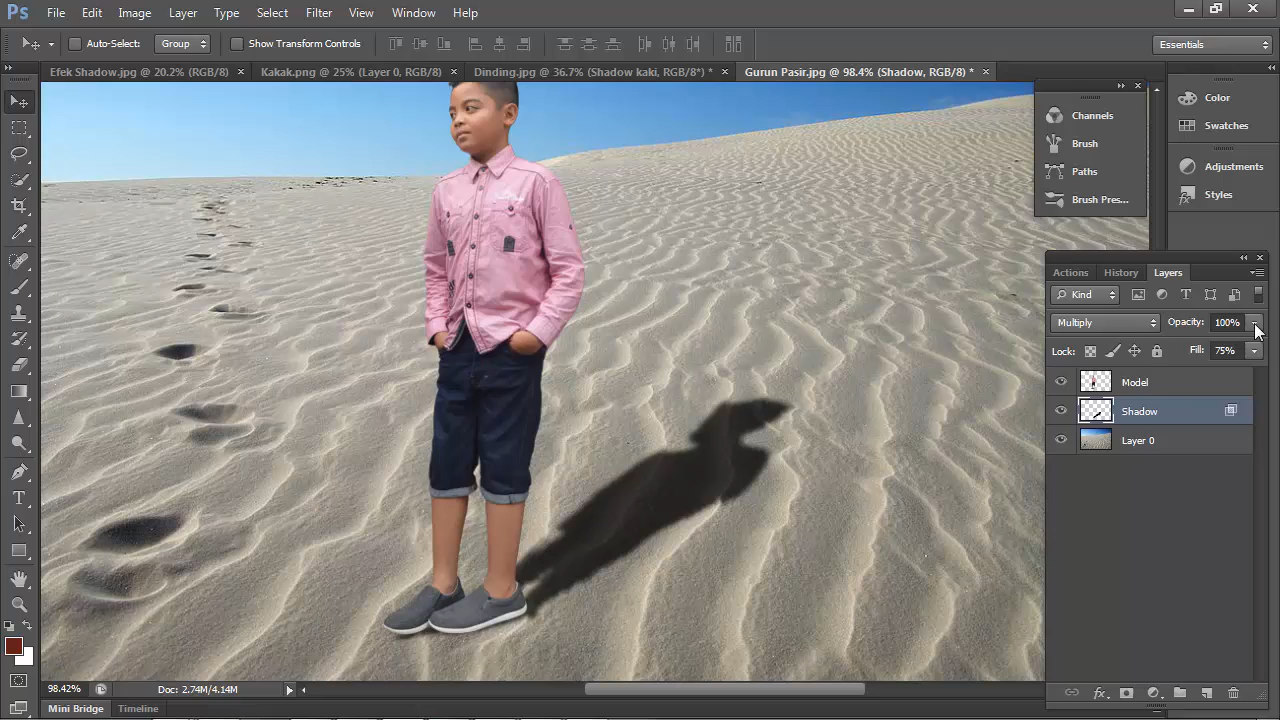 Ps File Edit Image Layer Type Select Filter View Window Help
Auto-Select: Group Show Transform Controls Essentials
Efek Shadow.jpg @ 20.2% (RGB/8) Kakak.png @ 25% (Layer 0, RGB/8) Dinding.jpg @ 36.7% (Shadow kaki, RGB/8*) * Gurun Pasir.jpg @ 98.4% (Shadow, RGB/8) *
Channels
Brush
Paths
Brush Pres...
Color
Swatches
Adjustments
Styles
Actions History Layers
Kind
Multiply Opacity: 100%
Lock: Fill: 75%
Model
Shadow
Layer 0
98.42% Doc: 2.74M/4.14M
Mini Bridge Timeline